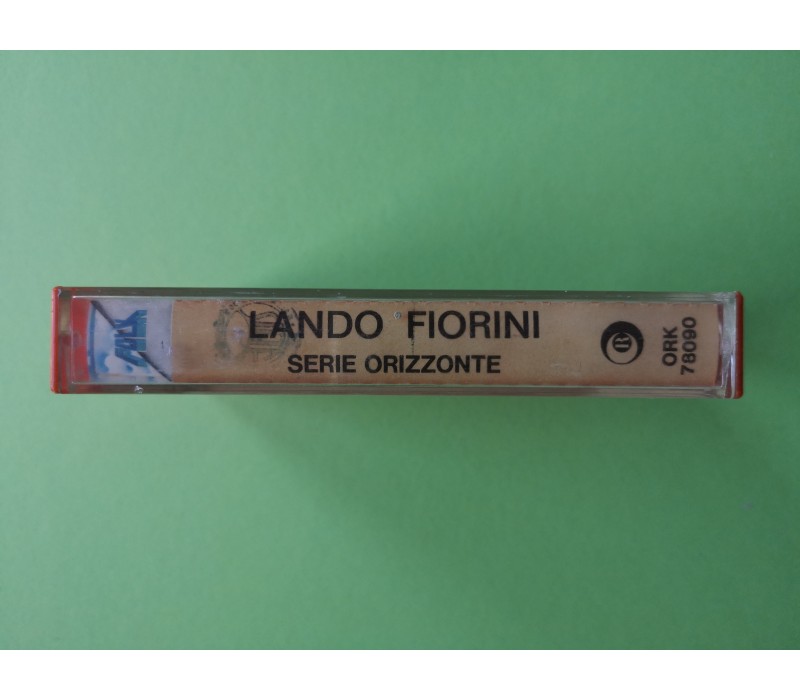 LANDO FIORINI
SERIE ORIZZONTE
ORK
78090